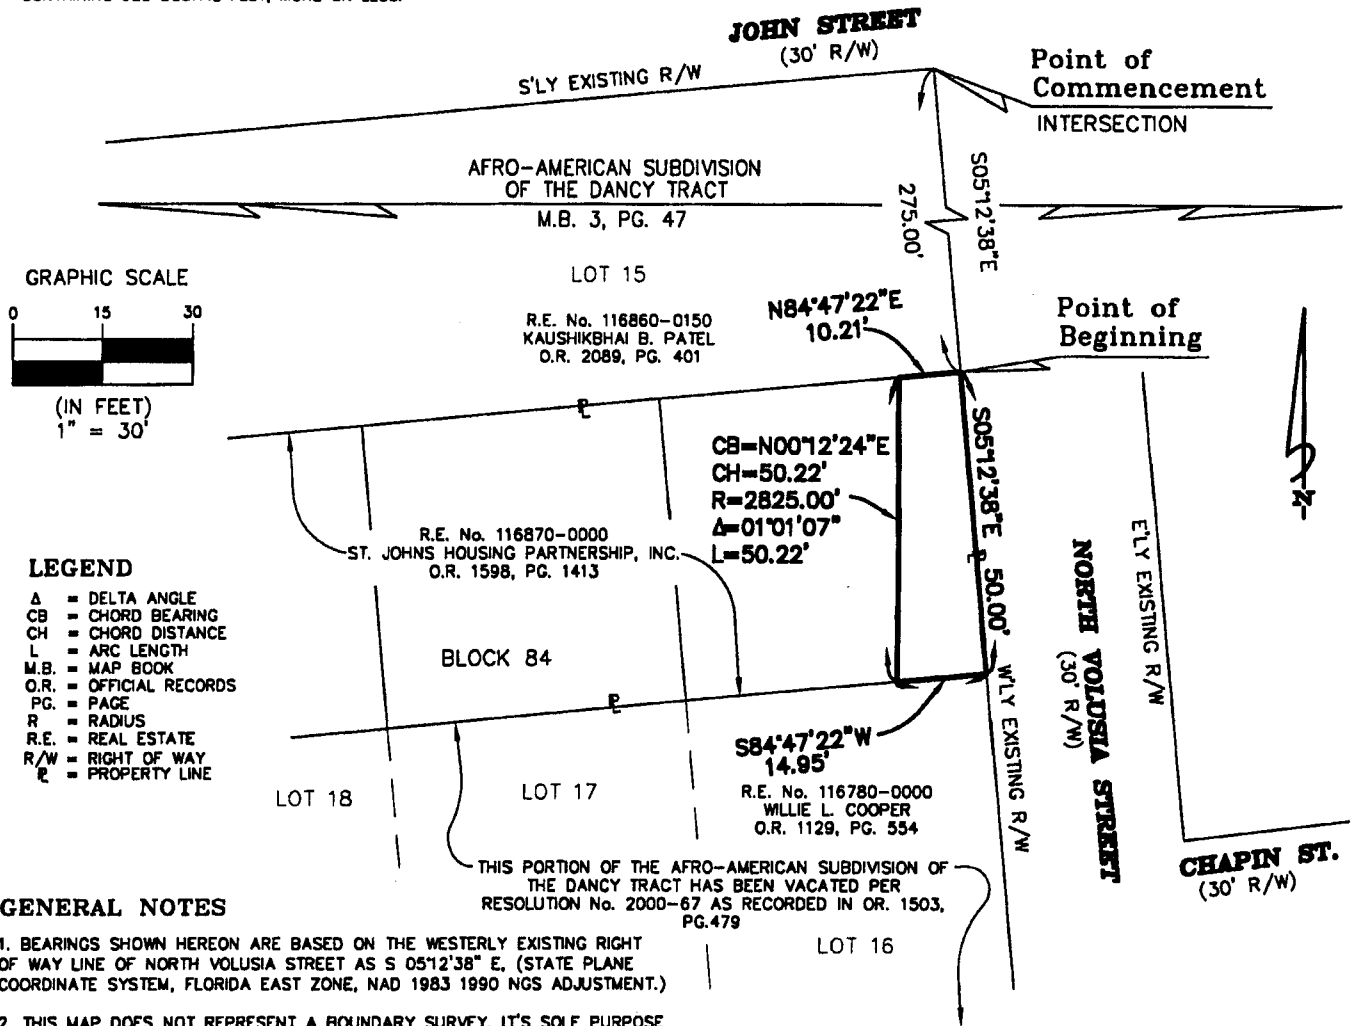 JOHN STREET
(30' R/W)
S'LY EXISTING R/W
Point of
Commencement
INTERSECTION
AFRO-AMERICAN SUBDIVISION
OF THE DANCY TRACT
M.B. 3, PG. 47
S05°12'38"E
275.00'
LOT 15
GRAPHIC SCALE
0 15 30
(IN FEET)
1" = 30'
R.E. No. 116860-0150
KAUSHIKBHAI B. PATEL
O.R. 2089, PG. 401
N84°47'22"E
10.21'
Point of
Beginning
CB=N00°12'24"E
CH=50.22'
R=2825.00'
Δ=01°01'07"
L=50.22'
S05°12'38"E 50.00'
R.E. No. 116870-0000
ST. JOHNS HOUSING PARTNERSHIP, INC.
O.R. 1598, PG. 1413
E'LY EXISTING R/W
NORTH VOLUSIA STREET
(30' R/W)
W'LY EXISTING R/W
N
LEGEND
Δ = DELTA ANGLE
CB = CHORD BEARING
CH = CHORD DISTANCE
L = ARC LENGTH
M.B. = MAP BOOK
O.R. = OFFICIAL RECORDS
PG. = PAGE
R = RADIUS
R.E. = REAL ESTATE
R/W = RIGHT OF WAY
PL = PROPERTY LINE
BLOCK 84
S84°47'22"W
14.95'
LOT 18
LOT 17
R.E. No. 116780-0000
WILLIE L. COOPER
O.R. 1129, PG. 554
CHAPIN ST.
(30' R/W)
THIS PORTION OF THE AFRO-AMERICAN SUBDIVISION OF
THE DANCY TRACT HAS BEEN VACATED PER
RESOLUTION No. 2000-67 AS RECORDED IN OR. 1503,
PG.479
LOT 16
GENERAL NOTES
1. BEARINGS SHOWN HEREON ARE BASED ON THE WESTERLY EXISTING RIGHT
OF WAY LINE OF NORTH VOLUSIA STREET AS S 05°12'38" E, (STATE PLANE
COORDINATE SYSTEM, FLORIDA EAST ZONE, NAD 1983 1990 NGS ADJUSTMENT.)
2. THIS MAP DOES NOT REPRESENT A BOUNDARY SURVEY. IT'S SOLE PURPOSE